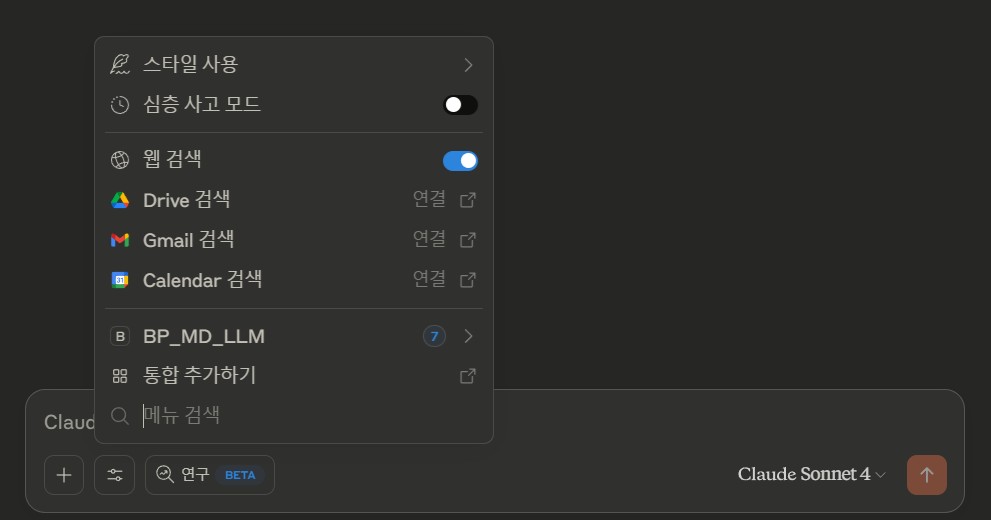 스타일 사용
심층 사고 모드
웹 검색
Drive 검색 연결
Gmail 검색 연결
31
Calendar 검색 연결
B BP_MD_LLM 7
통합 추가하기
메뉴 검색
Claud
연구 BETA
Claude Sonnet 4